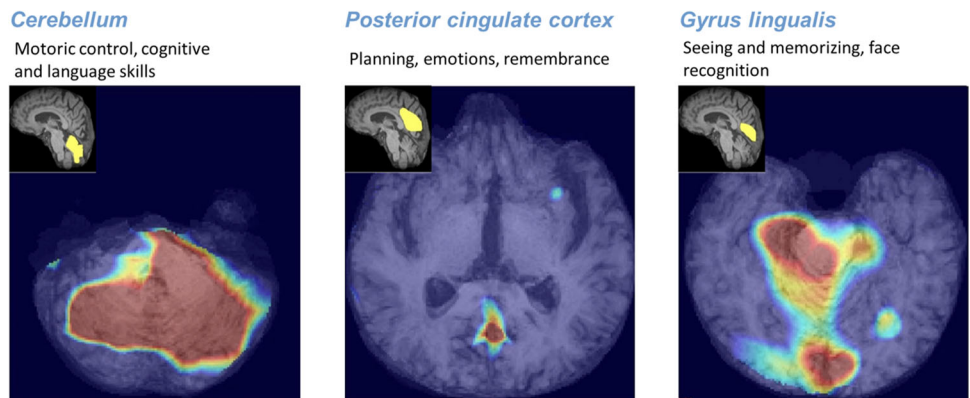 Cerebellum
Motoric control, cognitive
and language skills
Posterior cingulate cortex
Planning, emotions, remembrance
Gyrus lingualis
Seeing and memorizing, face
recognition